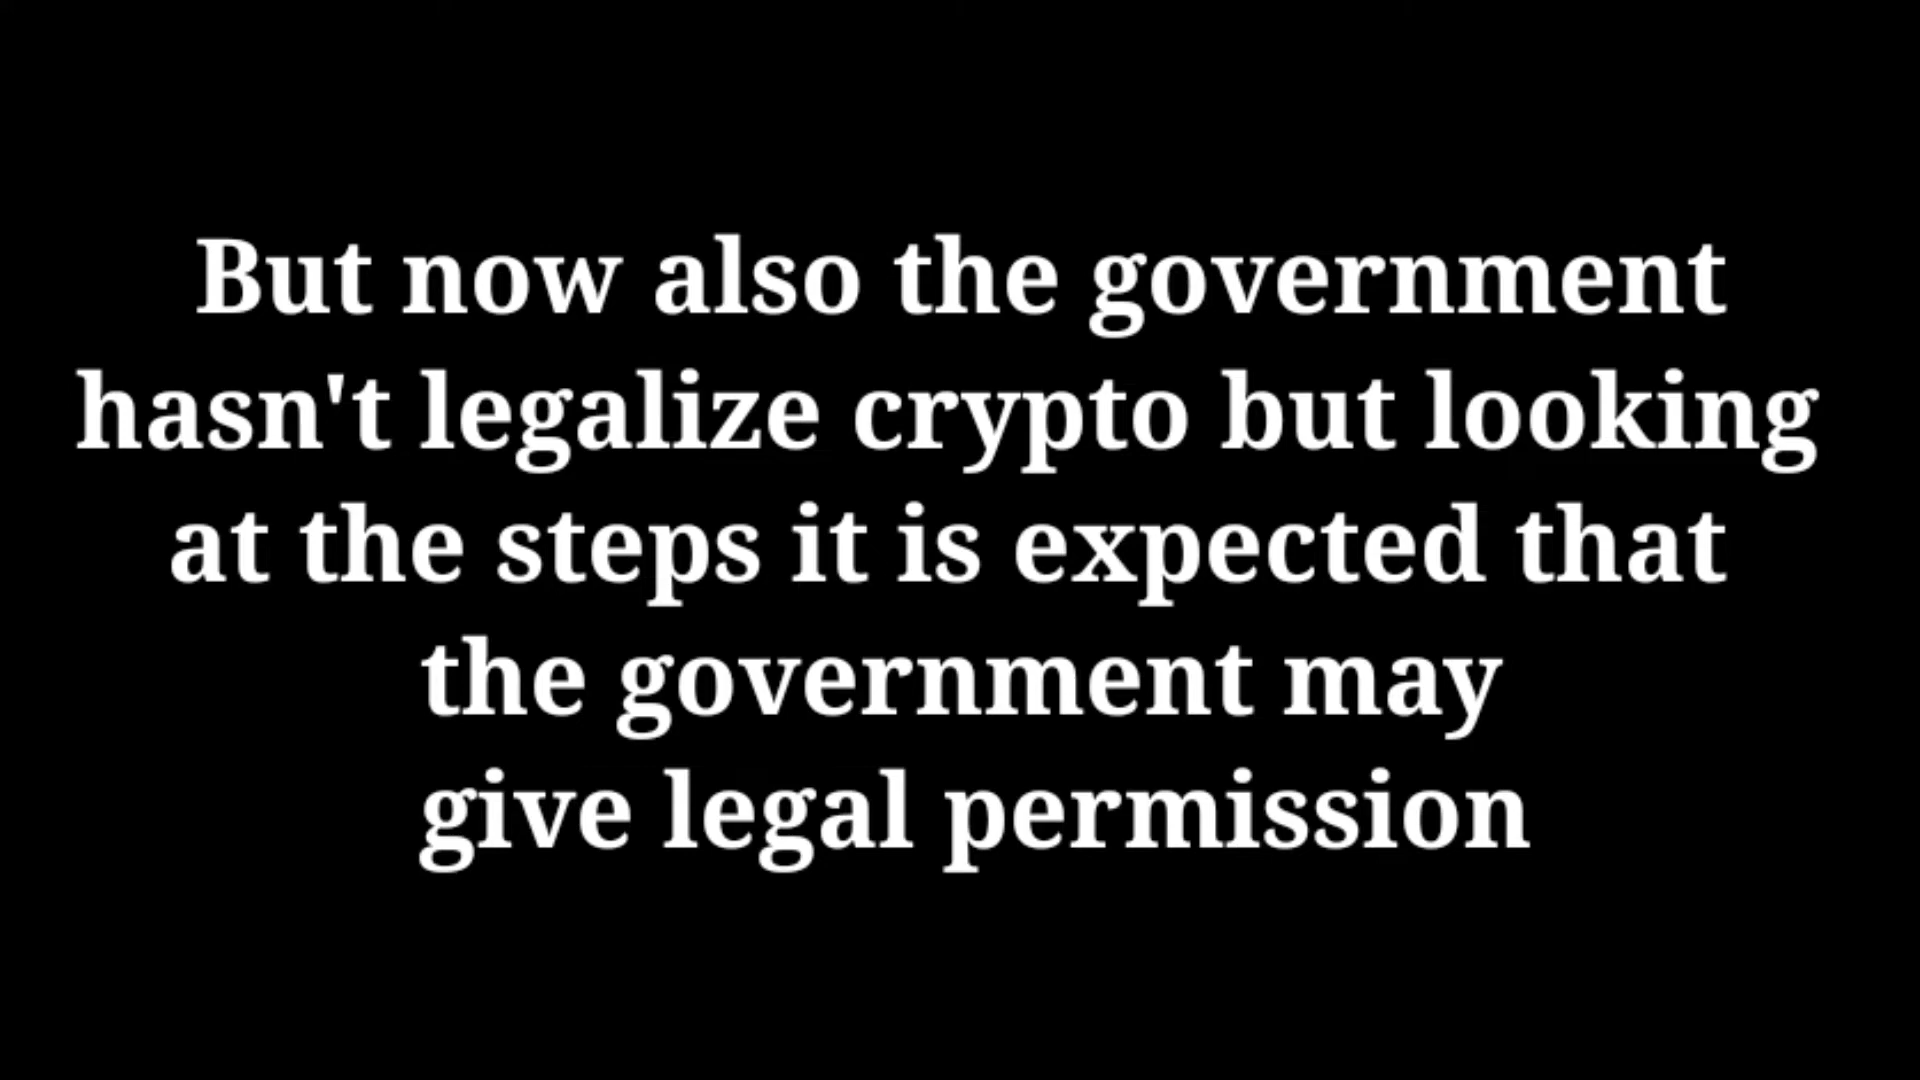 But now also the government
hasn't legalize crypto but looking
at the steps it is expected that
the government may
give legal permission